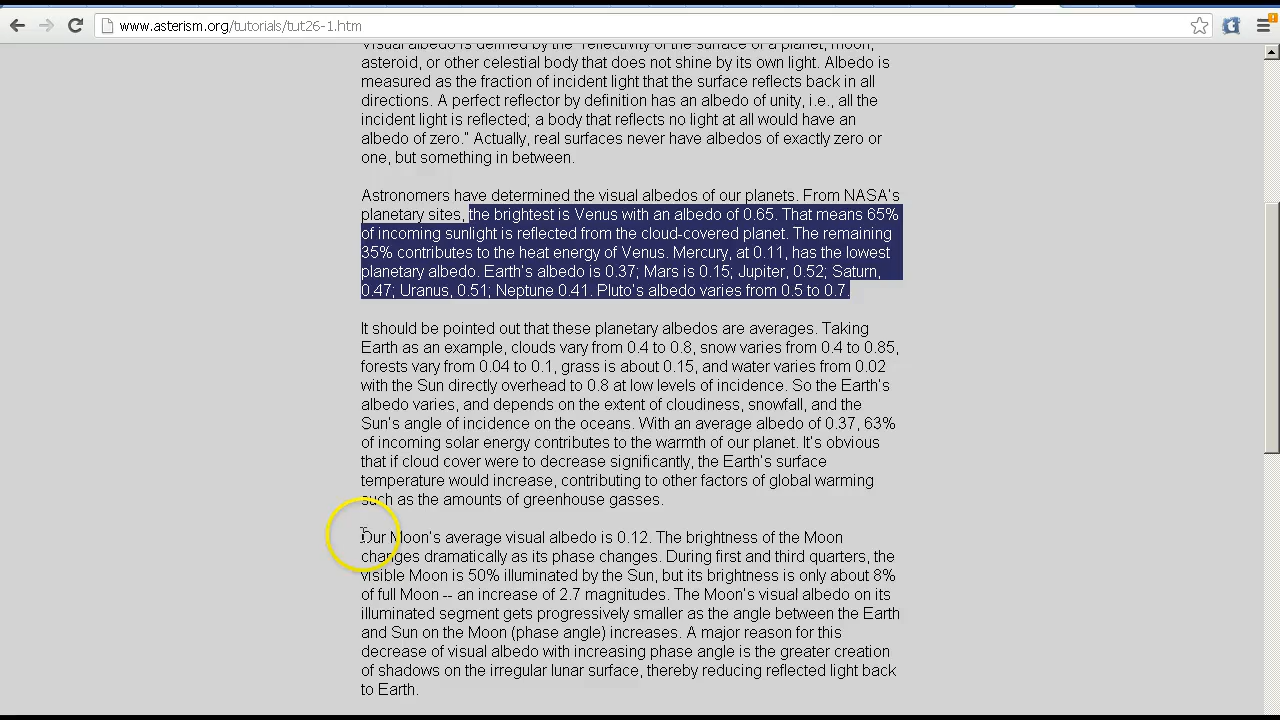 www.asterism.org/tutorials/tut26-1.htm
Visual albedo is defined by the "reflectivity of the surface of a planet, moon,
asteroid, or other celestial body that does not shine by its own light. Albedo is
measured as the fraction of incident light that the surface reflects back in all
directions. A perfect reflector by definition has an albedo of unity, i.e., all the
incident light is reflected; a body that reflects no light at all would have an
albedo of zero." Actually, real surfaces never have albedos of exactly zero or
one, but something in between.
Astronomers have determined the visual albedos of our planets. From NASA's
planetary sites, the brightest is Venus with an albedo of 0.65. That means 65%
of incoming sunlight is reflected from the cloud-covered planet. The remaining
35% contributes to the heat energy of Venus. Mercury, at 0.11, has the lowest
planetary albedo. Earth's albedo is 0.37; Mars is 0.15; Jupiter, 0.52; Saturn,
0.47; Uranus, 0.51; Neptune 0.41. Pluto's albedo varies from 0.5 to 0.7.
It should be pointed out that these planetary albedos are averages. Taking
Earth as an example, clouds vary from 0.4 to 0.8, snow varies from 0.4 to 0.85,
forests vary from 0.04 to 0.1, grass is about 0.15, and water varies from 0.02
with the Sun directly overhead to 0.8 at low levels of incidence. So the Earth's
albedo varies, and depends on the extent of cloudiness, snowfall, and the
Sun's angle of incidence on the oceans. With an average albedo of 0.37, 63%
of incoming solar energy contributes to the warmth of our planet. It's obvious
that if cloud cover were to decrease significantly, the Earth's surface
temperature would increase, contributing to other factors of global warming
such as the amounts of greenhouse gasses.
Our Moon's average visual albedo is 0.12. The brightness of the Moon
changes dramatically as its phase changes. During first and third quarters, the
visible Moon is 50% illuminated by the Sun, but its brightness is only about 8%
of full Moon -- an increase of 2.7 magnitudes. The Moon's visual albedo on its
illuminated segment gets progressively smaller as the angle between the Earth
and Sun on the Moon (phase angle) increases. A major reason for this
decrease of visual albedo with increasing phase angle is the greater creation
of shadows on the irregular lunar surface, thereby reducing reflected light back
to Earth.